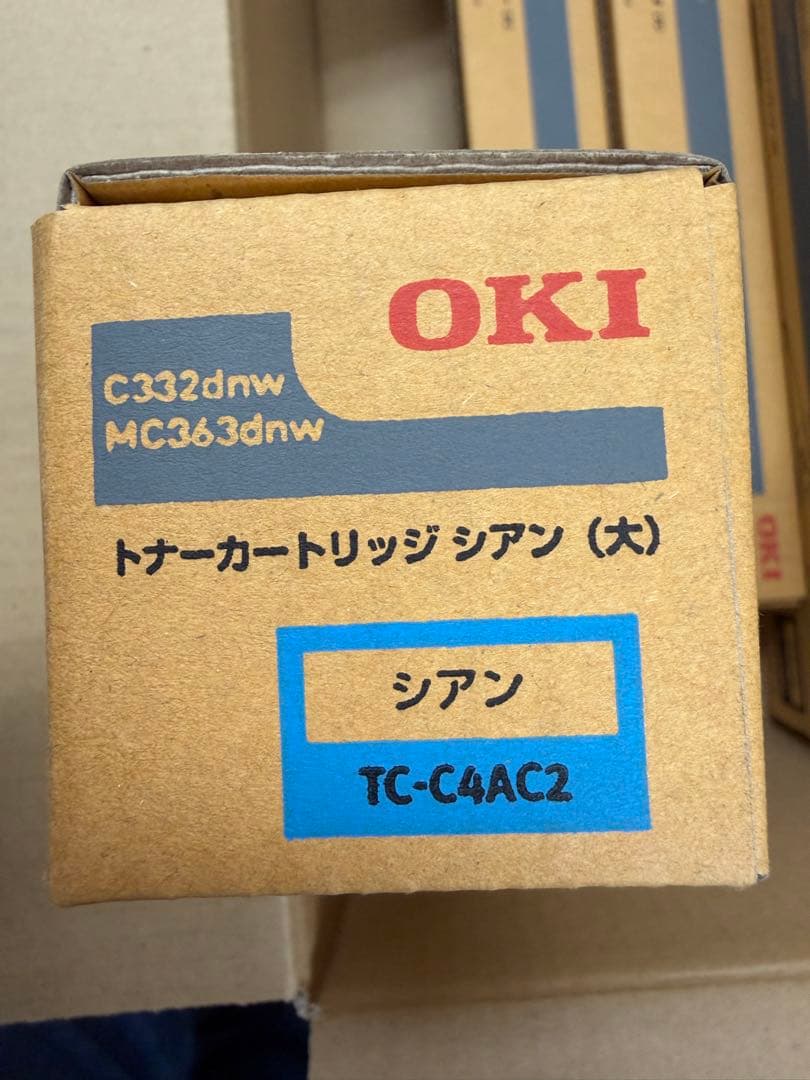 OKI
C332dnw
MC363dnw
トナーカートリッジ シアン（大）
シアン
TC-C4AC2
OKI